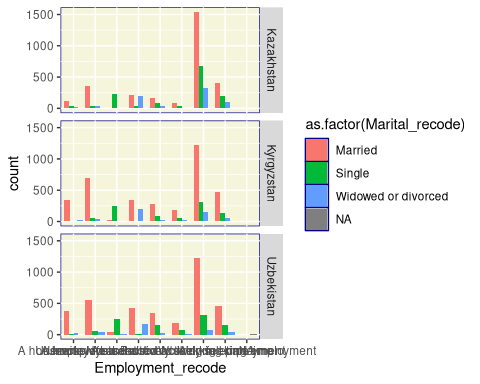 1500
1000
500
0
Kazakhstan
1500
1000
500
0
Kyrgyzstan
1500
1000
500
0
Uzbekistan
count
Employment_recode
as.factor(Marital_recode)
Married
Single
Widowed or divorced
NA